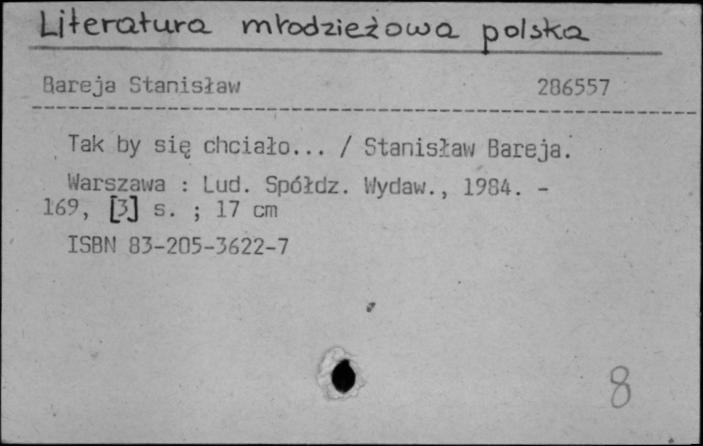 Literatura młodzieżowa polska
Bareja Stanisław 286557
Tak by się chciało... / Stanisław Bareja.
Warszawa : Lud. Spółdz. Wydaw., 1984. -
169, [3] s. ; 17 cm
ISBN 83-205-3622-7
8